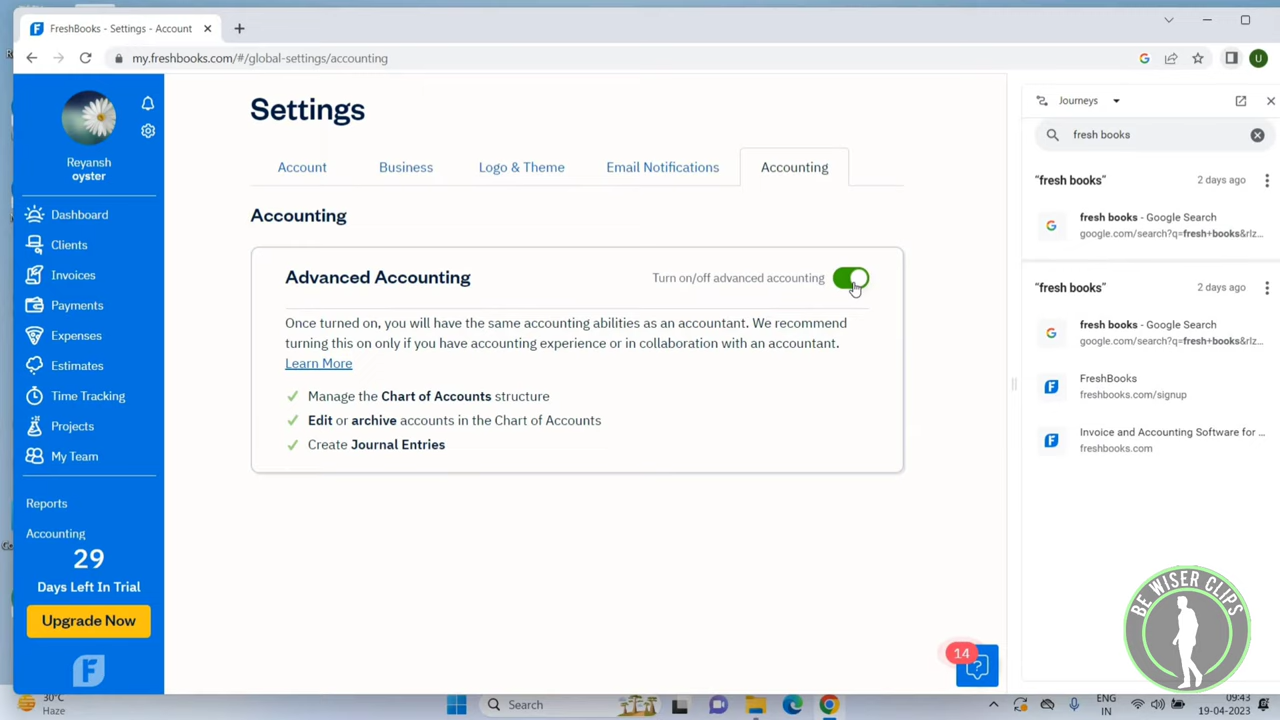 FreshBooks - Settings - Account
my.freshbooks.com/#/global-settings/accounting
Reyansh
oyster
Dashboard
Clients
Invoices
Payments
Expenses
Estimates
Time Tracking
Projects
My Team
Reports
Accounting
29
Days Left In Trial
Upgrade Now
Settings
Account
Business
Logo & Theme
Email Notifications
Accounting
Accounting
Advanced Accounting
Turn on/off advanced accounting
Once turned on, you will have the same accounting abilities as an accountant. We recommend
turning this on only if you have accounting experience or in collaboration with an accountant.
Learn More
Manage the Chart of Accounts structure
Edit or archive accounts in the Chart of Accounts
Create Journal Entries
14
Journeys
fresh books
"fresh books"
2 days ago
fresh books - Google Search
google.com/search?q=fresh+books&rlz...
"fresh books"
2 days ago
fresh books - Google Search
google.com/search?q=fresh+books&rlz...
FreshBooks
freshbooks.com/signup
Invoice and Accounting Software for ...
freshbooks.com
BE WISER CLIPS
30°C
Haze
Search
ENG
IN
09:43
19-04-2023